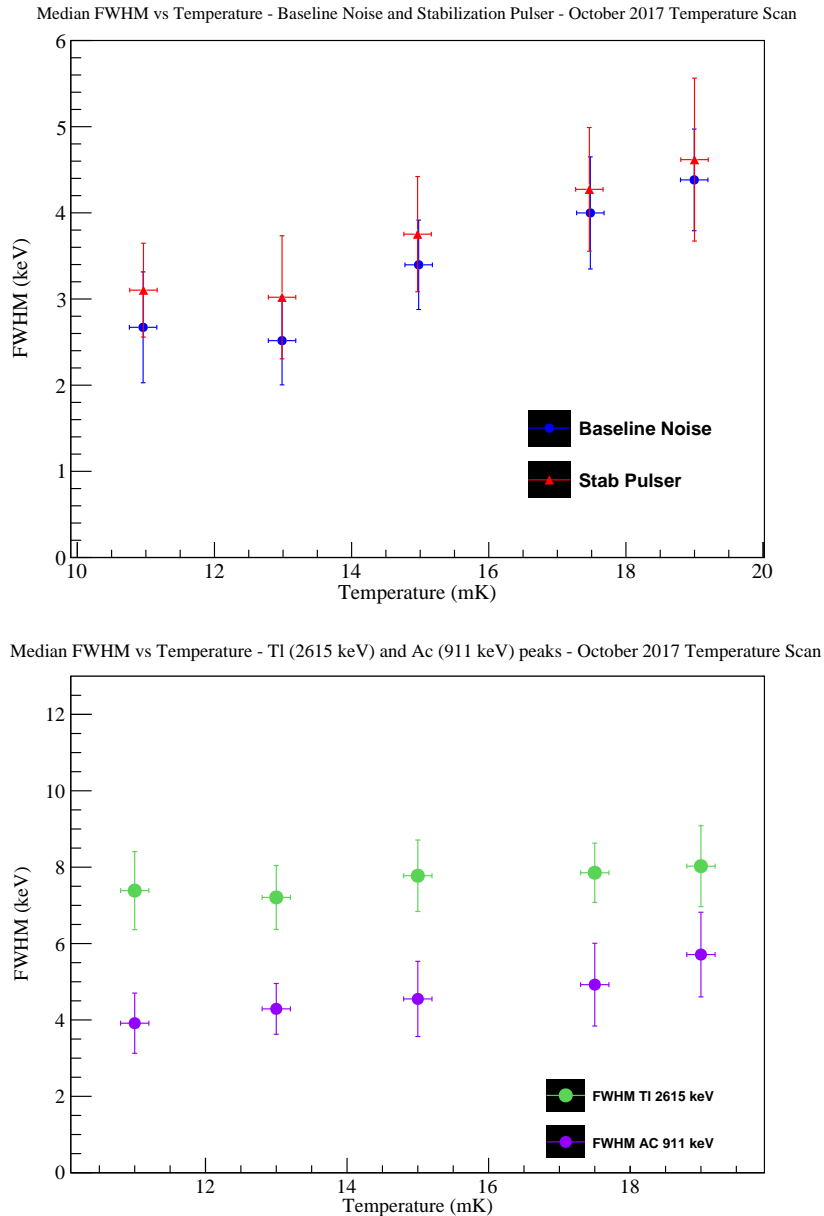 Median FWHM vs Temperature - Baseline Noise and Stabilization Pulser - October 2017 Temperature Scan
6
5
4
3
2
1
0
FWHM (keV)
Baseline Noise
Stab Pulser
10 12 14 16 18 20
Temperature (mK)
Median FWHM vs Temperature - Tl (2615 keV) and Ac (911 keV) peaks - October 2017 Temperature Scan
12
10
8
6
4
2
0
FWHM (keV)
FWHM Tl 2615 keV
FWHM AC 911 keV
12 14 16 18
Temperature (mK)